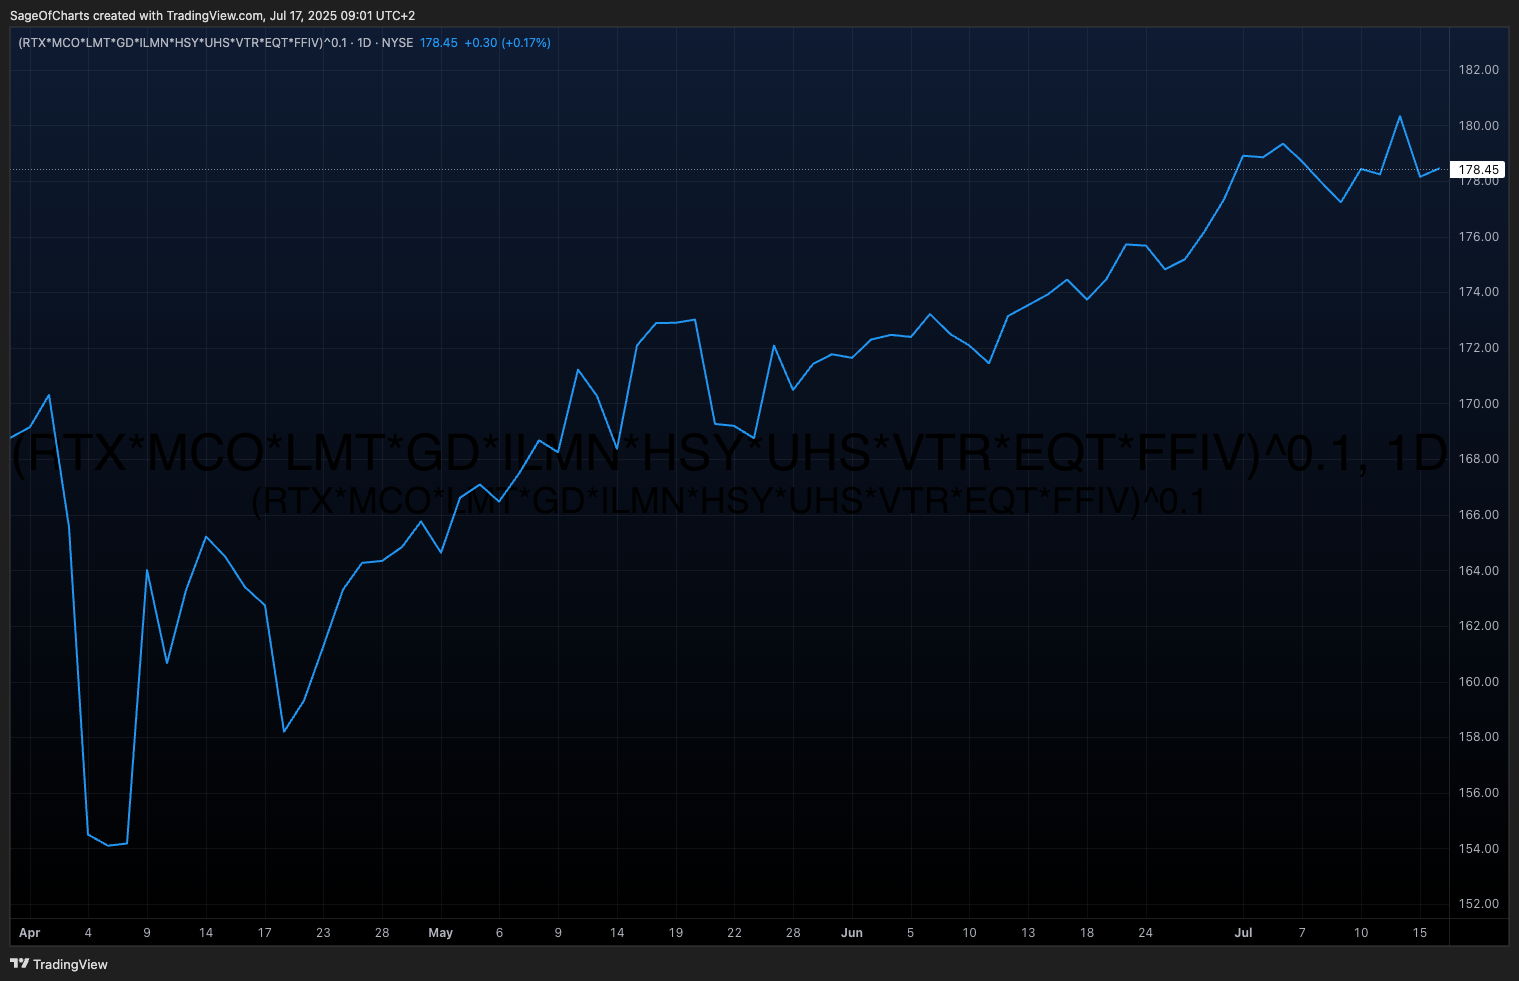 SageOfCharts created with TradingView.com, Jul 17, 2025 09:01 UTC+2
(RTX*MCO*LMT*GD*ILMN*HSY*UHS*VTR*EQT*FFIV)^0.1 · 1D · NYSE 178.45 +0.30 (+0.17%)
182.00
180.00
178.45
178.00
176.00
174.00
172.00
170.00
(RTX*MCO*LMT*GD*ILMN*HSY*UHS*VTR*EQT*FFIV)^0.1, 1D
168.00
(RTX*MCO*LMT*GD*ILMN*HSY*UHS*VTR*EQT*FFIV)^0.1
166.00
164.00
162.00
160.00
158.00
156.00
154.00
152.00
Apr 4 9 14 17 23 28 May 6 9 14 19 22 28 Jun 5 10 13 18 24 Jul 7 10 15
TradingView